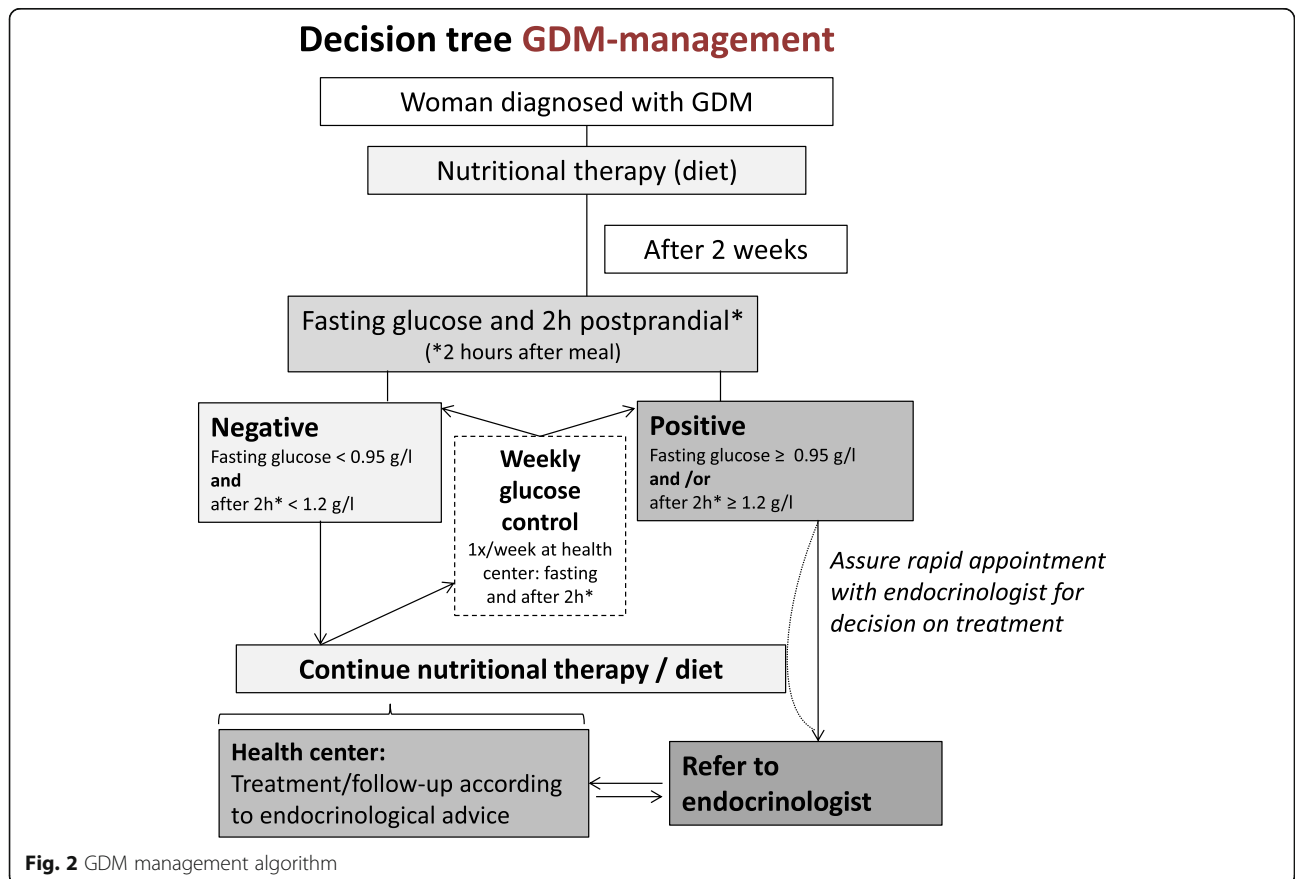 Decision tree GDM-management
Woman diagnosed with GDM
Nutritional therapy (diet)
After 2 weeks
Fasting glucose and 2h postprandial*
(*2 hours after meal)
Negative
Fasting glucose < 0.95 g/l
and
after 2h* < 1.2 g/l
Weekly
glucose
control
1x/week at health
center: fasting
and after 2h*
Positive
Fasting glucose ≥ 0.95 g/l
and /or
after 2h* ≥ 1.2 g/l
Assure rapid appointment
with endocrinologist for
decision on treatment
Continue nutritional therapy / diet
Health center:
Treatment/follow-up according
to endocrinological advice
Refer to
endocrinologist
Fig. 2 GDM management algorithm